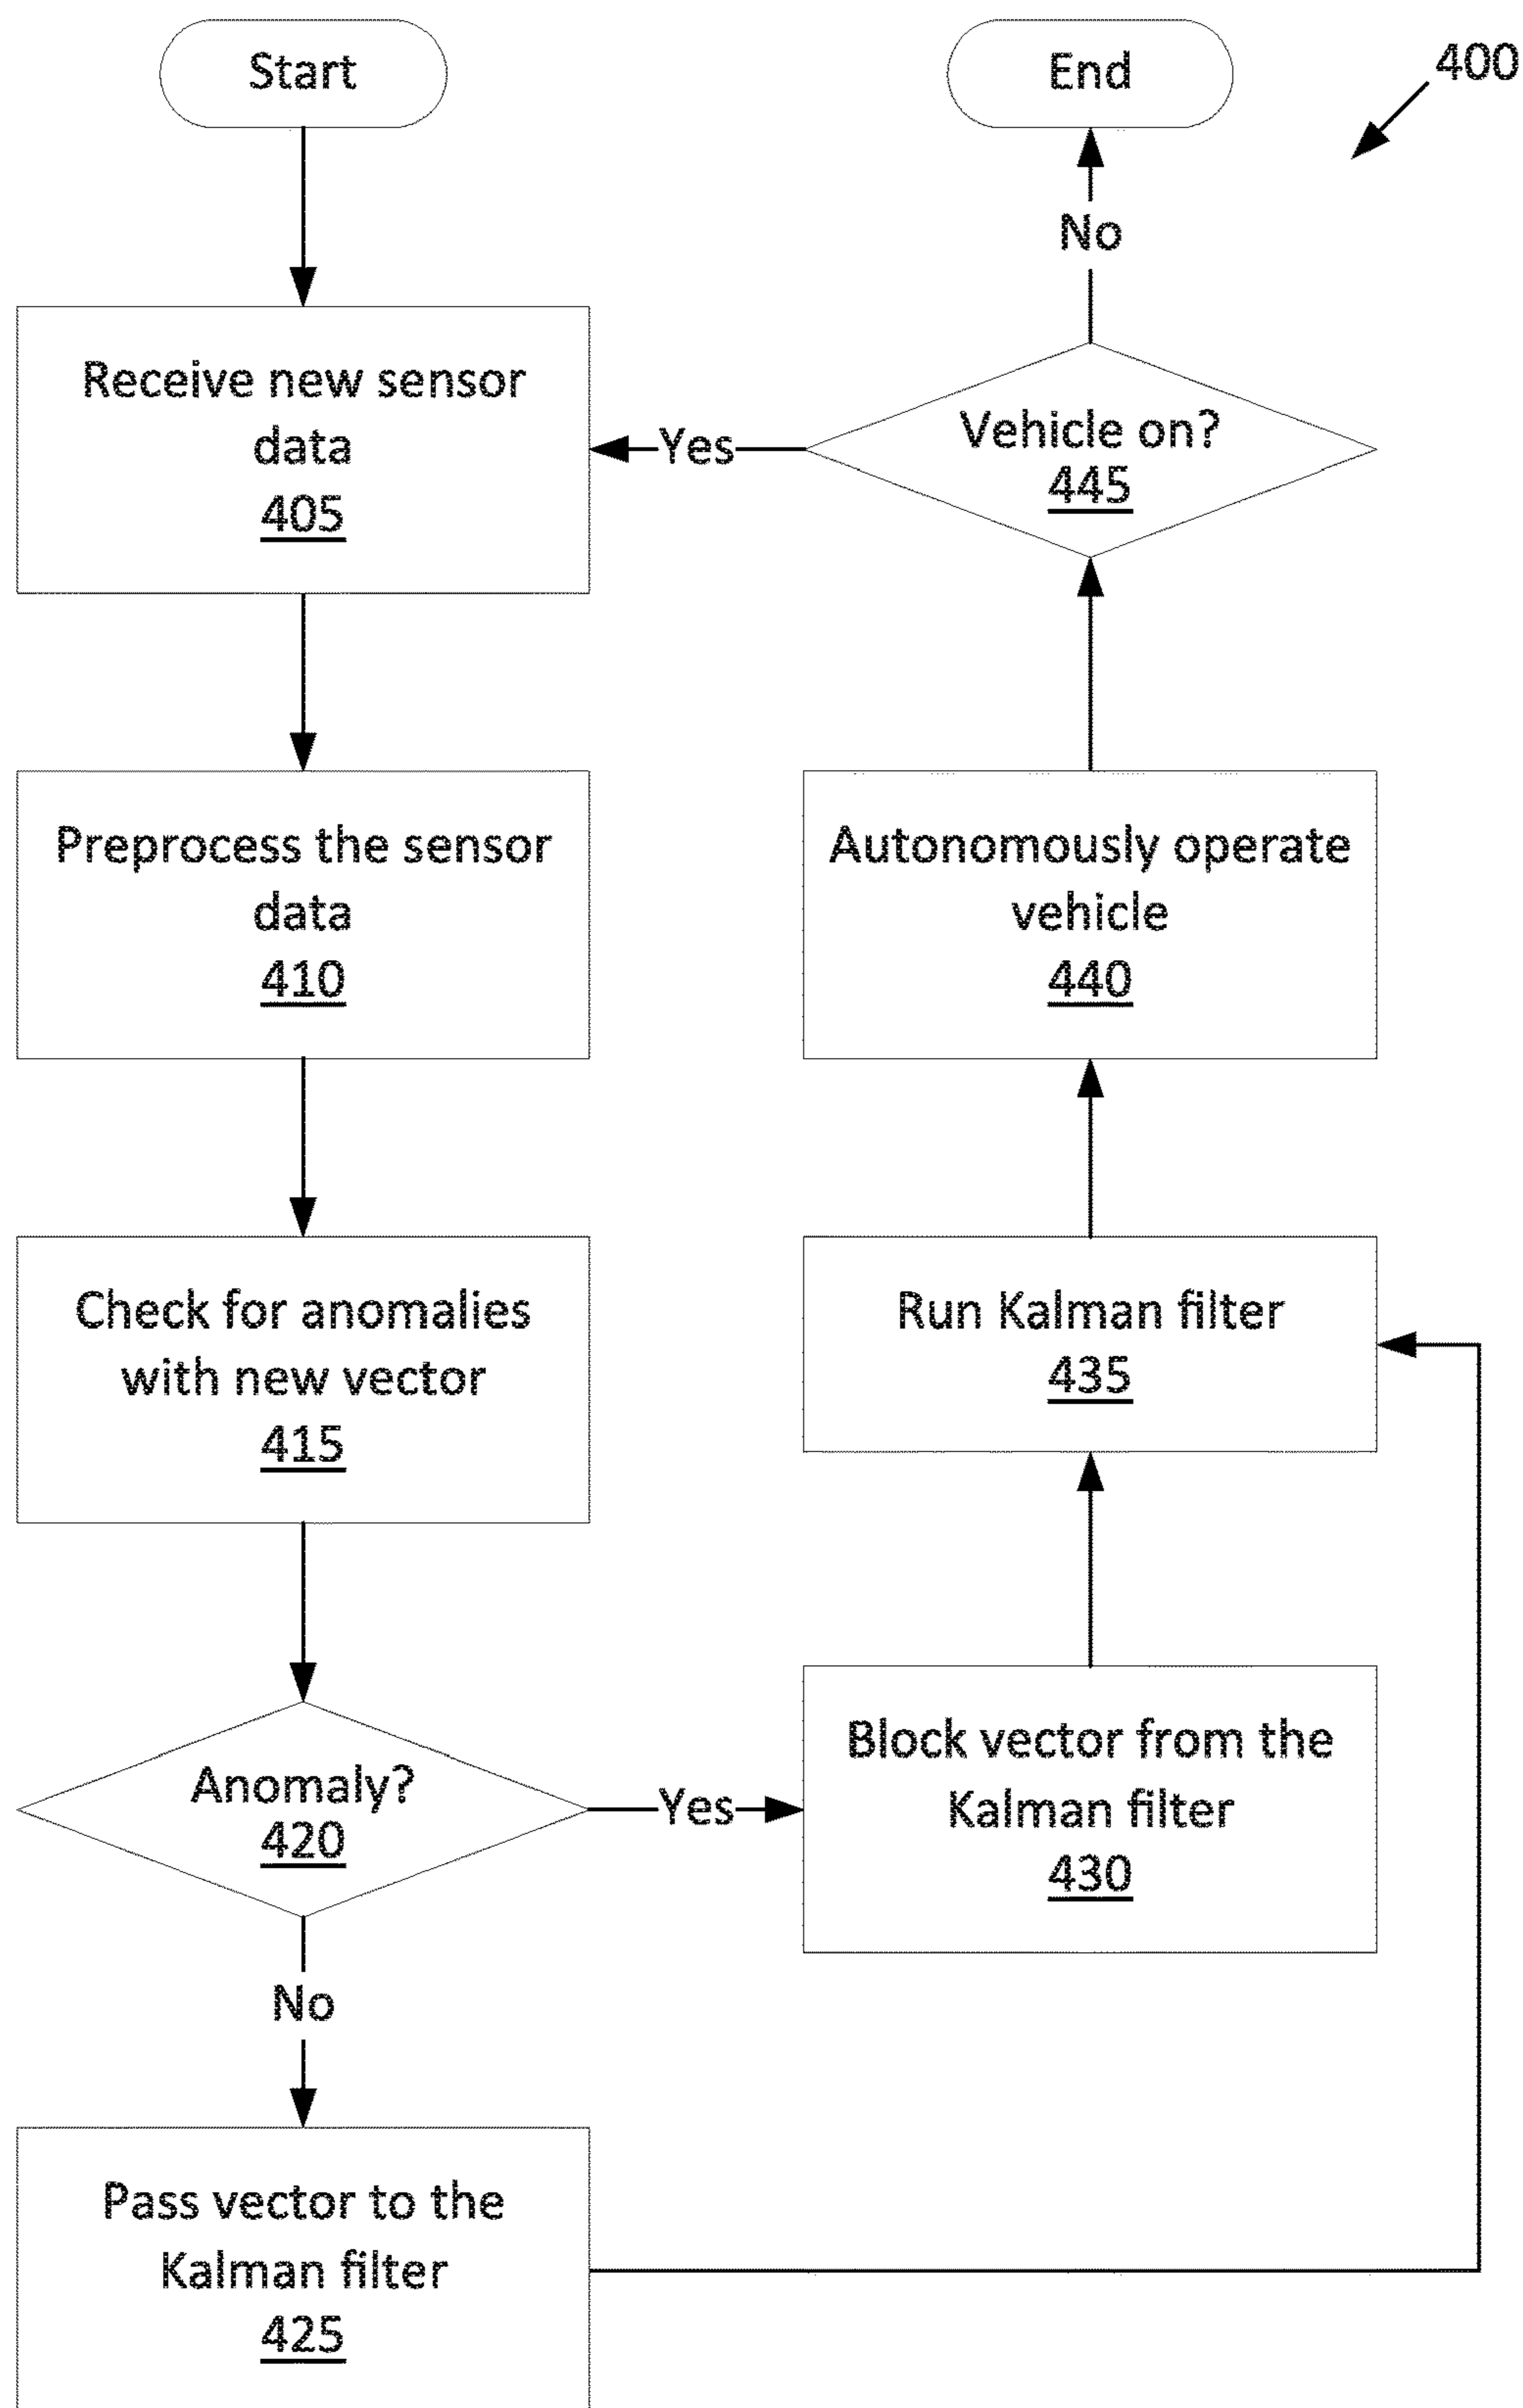 Start
End
400
No
Receive new sensor
data
405
Yes
Vehicle on?
445
Preprocess the sensor
data
410
Autonomously operate
vehicle
440
Check for anomalies
with new vector
415
Run Kalman filter
435
Anomaly?
420
Yes
Block vector from the
Kalman filter
430
No
Pass vector to the
Kalman filter
425